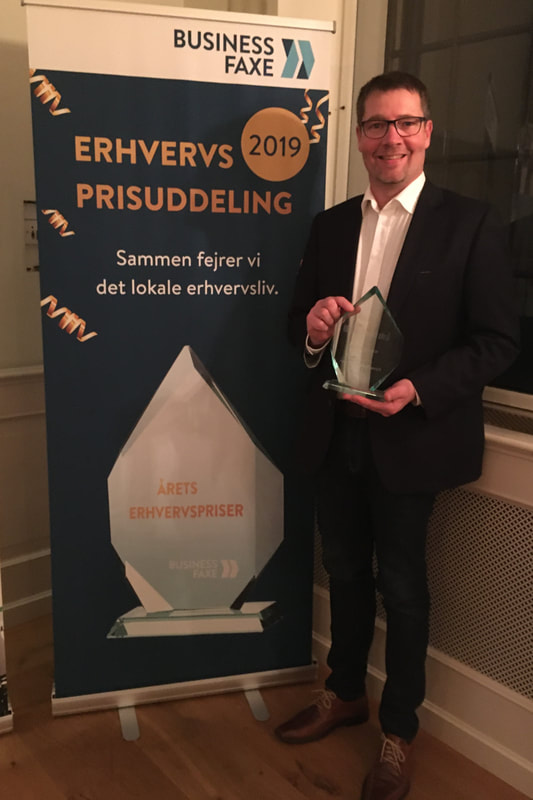 BUSINESS
FAXE
ERHVERVS 2019
PRISUDDELING
Sammen fejrer vi
det lokale erhvervsliv.
ÅRETS
ERHVERVSPRISER
BUSINESS
FAXE